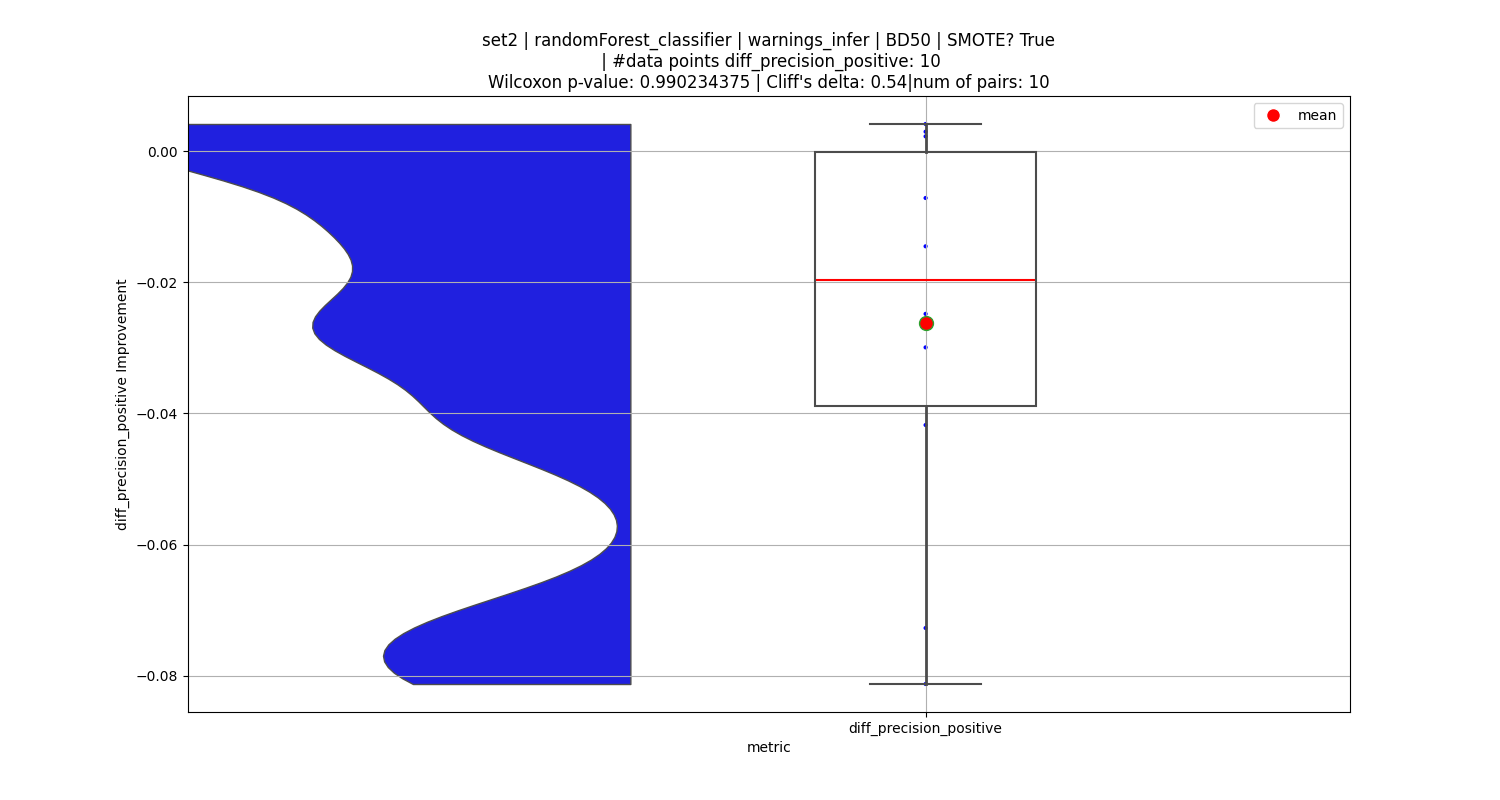 set2 | randomForest_classifier | warnings_infer | BD50 | SMOTE? True
| #data points diff_precision_positive: 10
Wilcoxon p-value: 0.990234375 | Cliff's delta: 0.54|num of pairs: 10
mean
0.00
−0.02
−0.04
−0.06
−0.08
diff_precision_positive Improvement
diff_precision_positive
metric